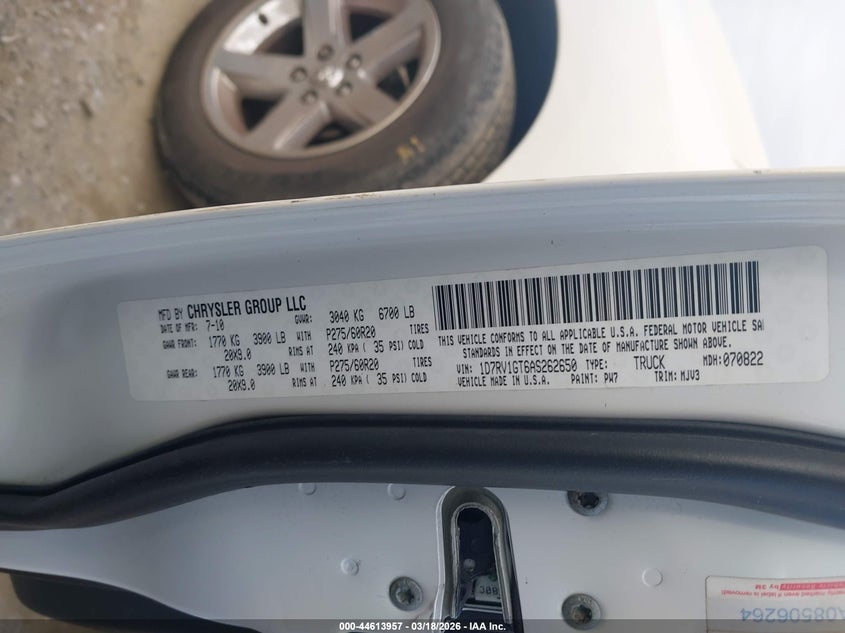 A1
MFD BY CHRYSLER GROUP LLC
DATE OF MFR: 7-10 GVWR: 3040 KG 6700 LB
GAWR FRONT: 1770 KG 3900 LB WITH P275/60R20 TIRES
20X9.0 RIMS AT 240 KPA ( 35 PSI) COLD
GAWR REAR: 1770 KG 3900 LB WITH P275/60R20 TIRES
20X9.0 RIMS AT 240 KPA ( 35 PSI) COLD
THIS VEHICLE CONFORMS TO ALL APPLICABLE U.S.A. FEDERAL MOTOR VEHICLE SA
STANDARDS IN EFFECT ON THE DATE OF MANUFACTURE SHOWN ABOVE.
VIN: 1D7RV1GT6AS262650 TYPE: TRUCK MDH:070822
VEHICLE MADE IN U.S.A. PAINT: PW7 TRIM: MJV3
by 3M
A08506264
000-44613957 - 03/18/2026 - IAA, Inc.